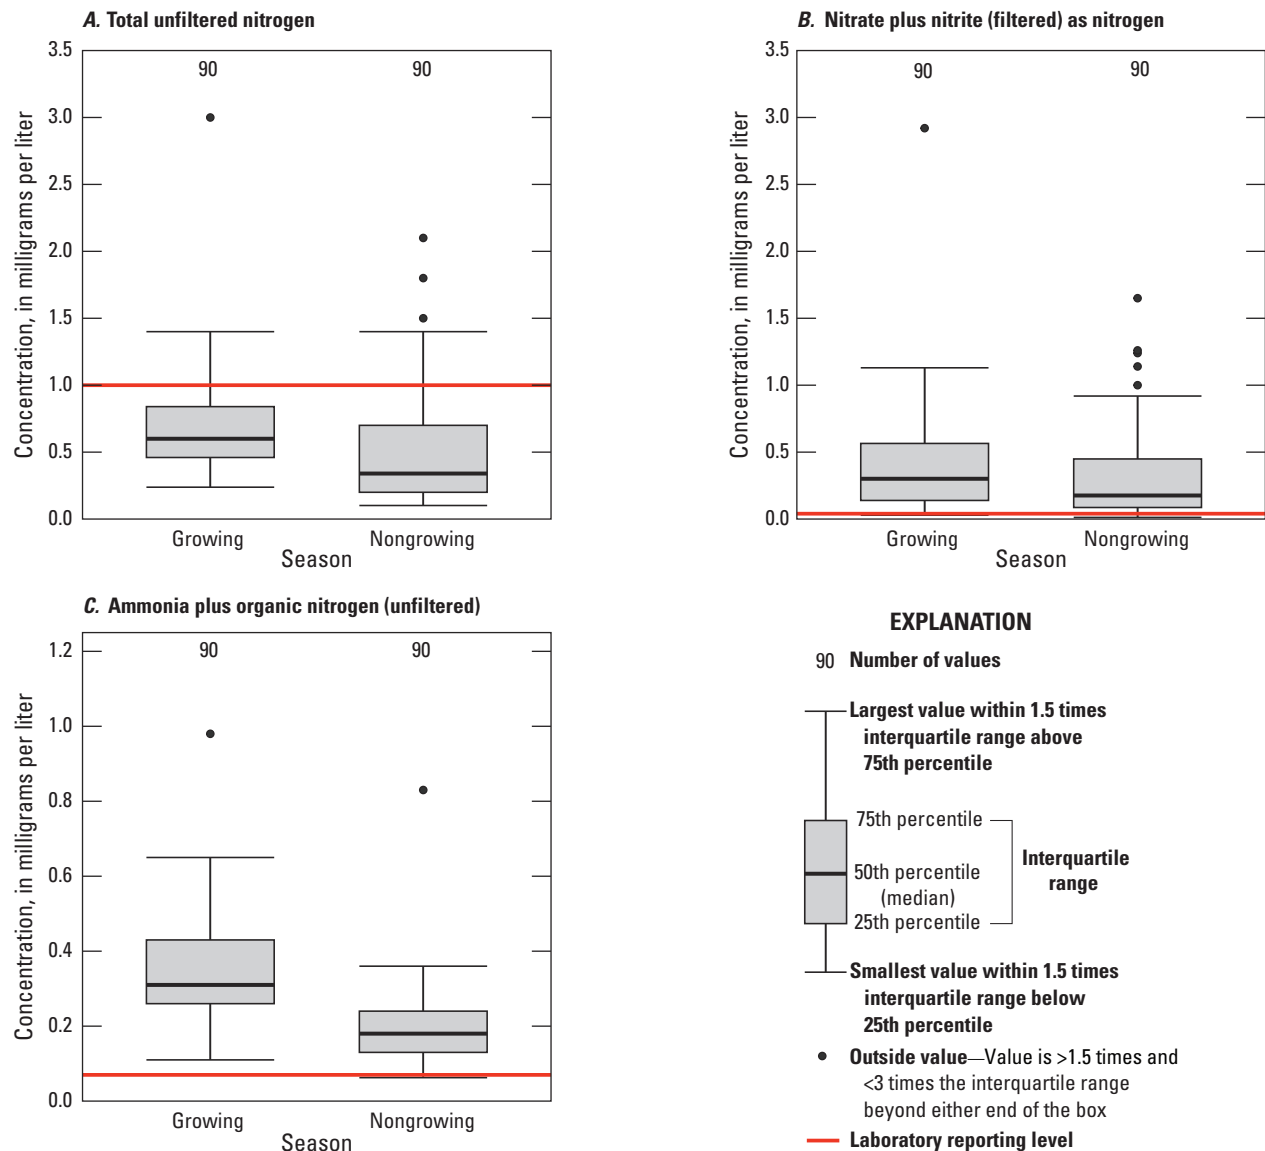 A. Total unfiltered nitrogen
3.5
3.0
2.5
2.0
1.5
1.0
0.5
0.0
Concentration, in milligrams per liter
90
90
Growing
Nongrowing
Season
B. Nitrate plus nitrite (filtered) as nitrogen
3.5
3.0
2.5
2.0
1.5
1.0
0.5
0.0
Concentration, in milligrams per liter
90
90
Growing
Nongrowing
Season
C. Ammonia plus organic nitrogen (unfiltered)
1.2
1.0
0.8
0.6
0.4
0.2
0.0
Concentration, in milligrams per liter
90
90
Growing
Nongrowing
Season
EXPLANATION
90 Number of values
Largest value within 1.5 times
interquartile range above
75th percentile
75th percentile
50th percentile
(median)
25th percentile
Interquartile
range
Smallest value within 1.5 times
interquartile range below
25th percentile
Outside value—Value is >1.5 times and
<3 times the interquartile range
beyond either end of the box
Laboratory reporting level